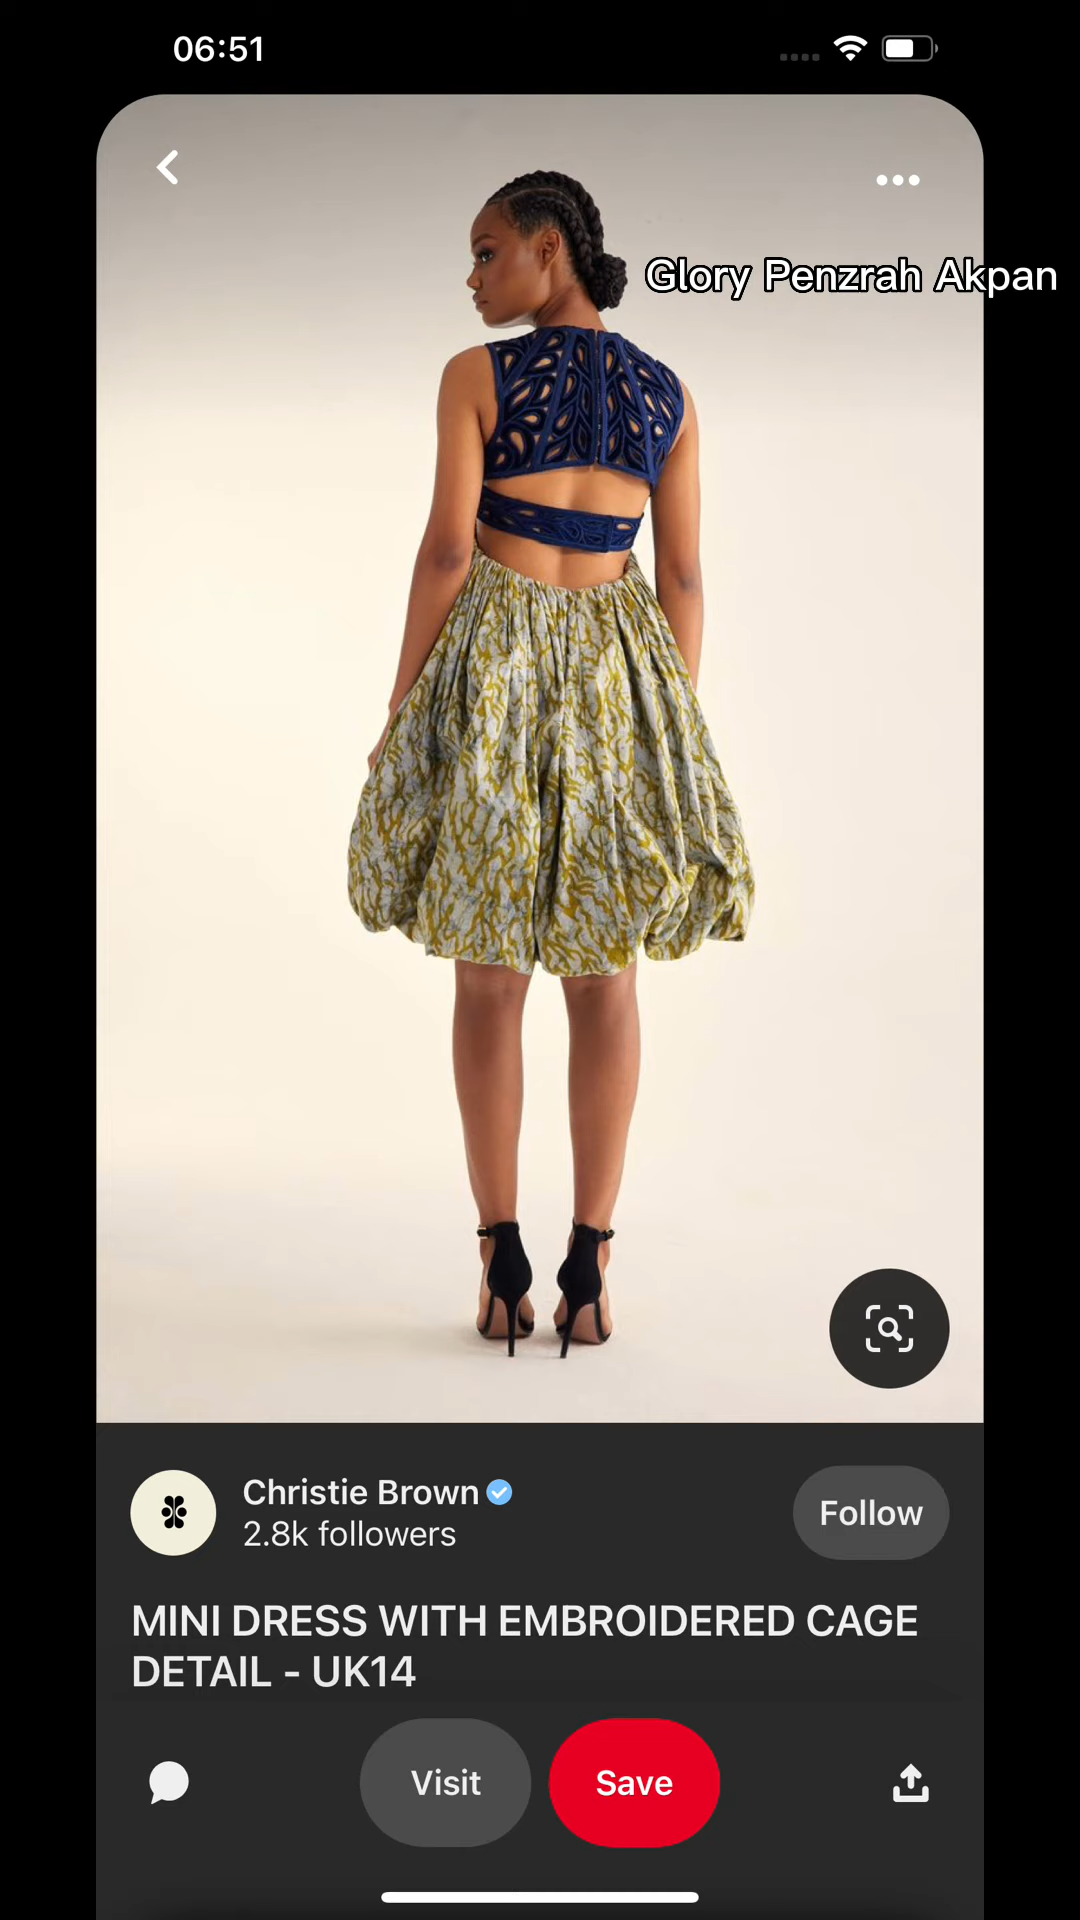 06:51
Glory Penzrah Akpan
Christie Brown
2.8k followers
Follow
MINI DRESS WITH EMBROIDERED CAGE
DETAIL - UK14
Visit
Save